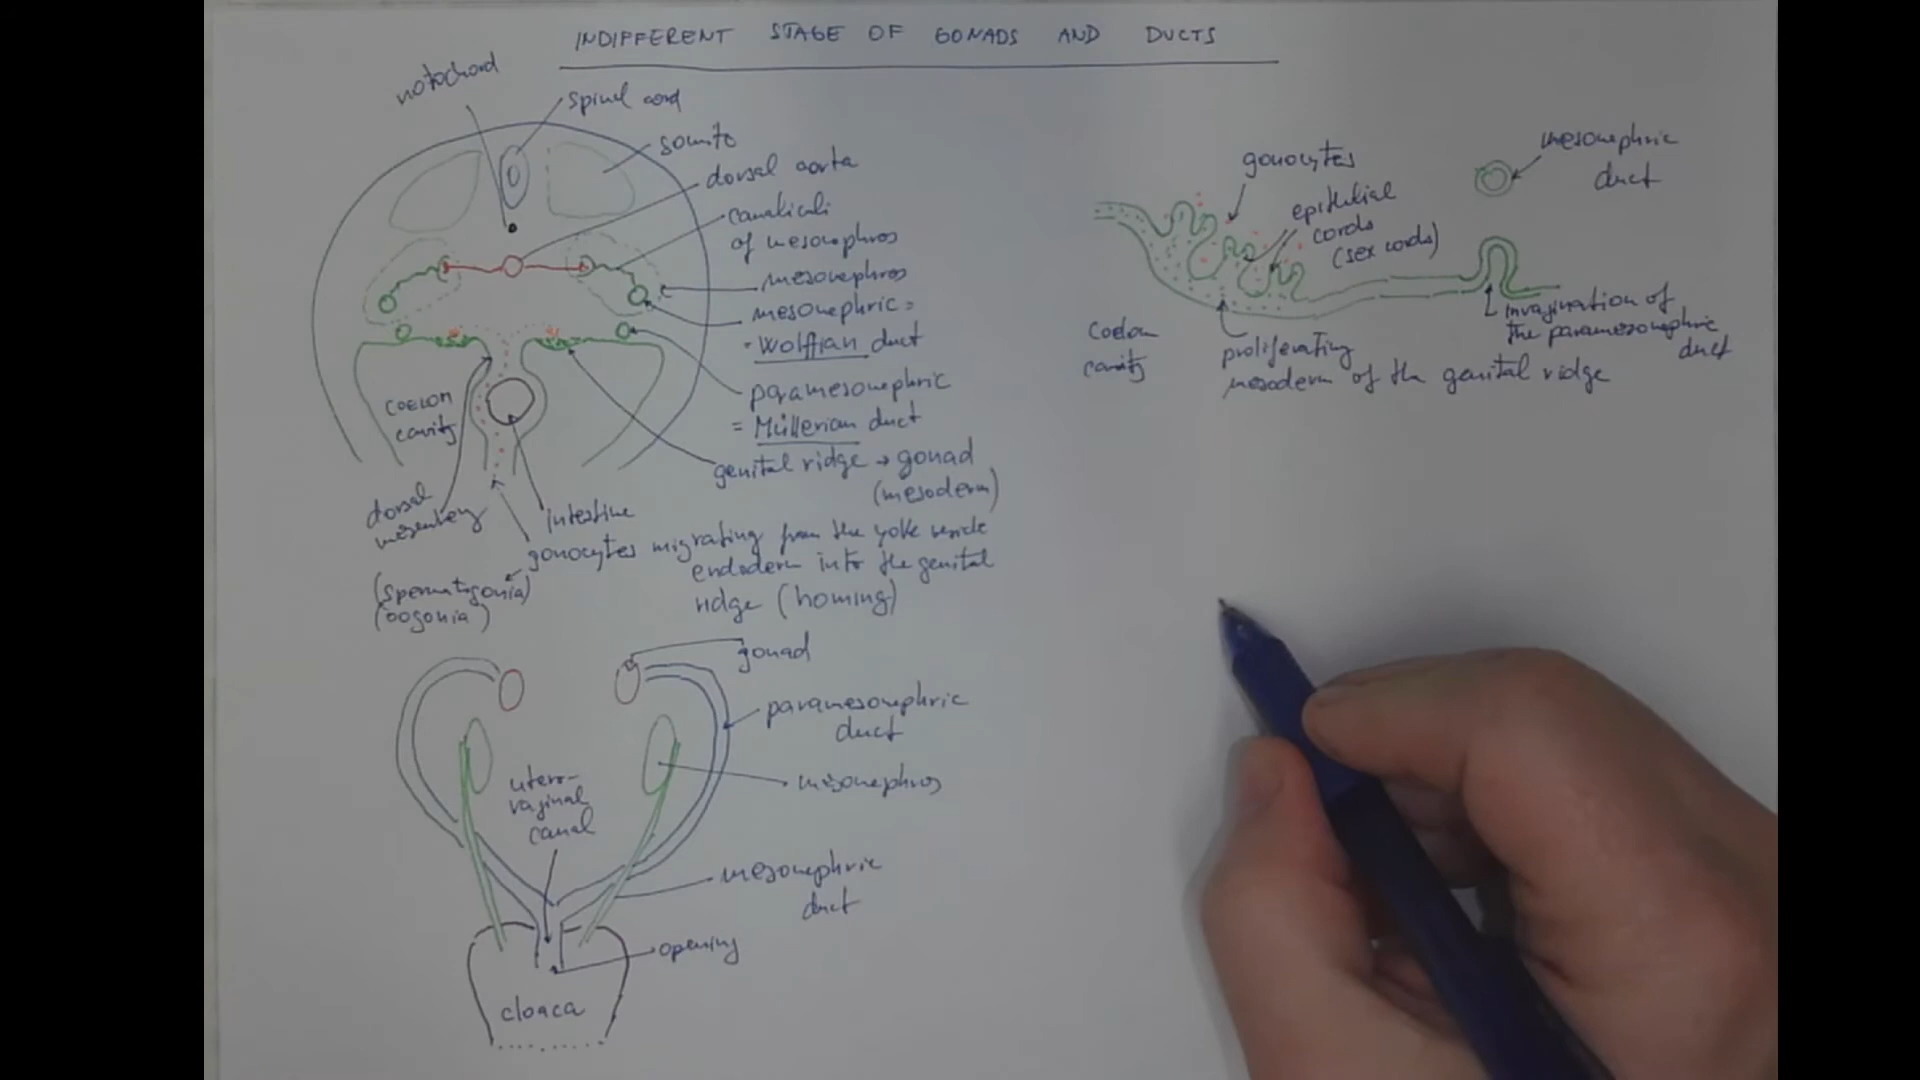 INDIFFERENT STAGE OF GONADS AND DUCTS
notochord
spinal cord
somite
dorsal aorta
canaliculi
of mesonephros
mesonephros
mesonephric =
= Wolffian duct
paramesonephric
= Müllerian duct
genital ridge → gonad
(mesoderm)
coelom
cavity
dorsal
mesentery
intestine
gonocytes migrating from the yolk vesicle
endoderm into the genital
ridge (homing)
(spermatogonia)
(oogonia)
gonad
paramesonephric
duct
mesonephros
utero-
vaginal
canal
mesonephric
duct
opening
cloaca
gonocytes
epithelial
cords
(sex cords)
mesonephric
duct
invagination of
the paramesonephric
duct
coelom
cavity
proliferating
mesoderm of the genital ridge